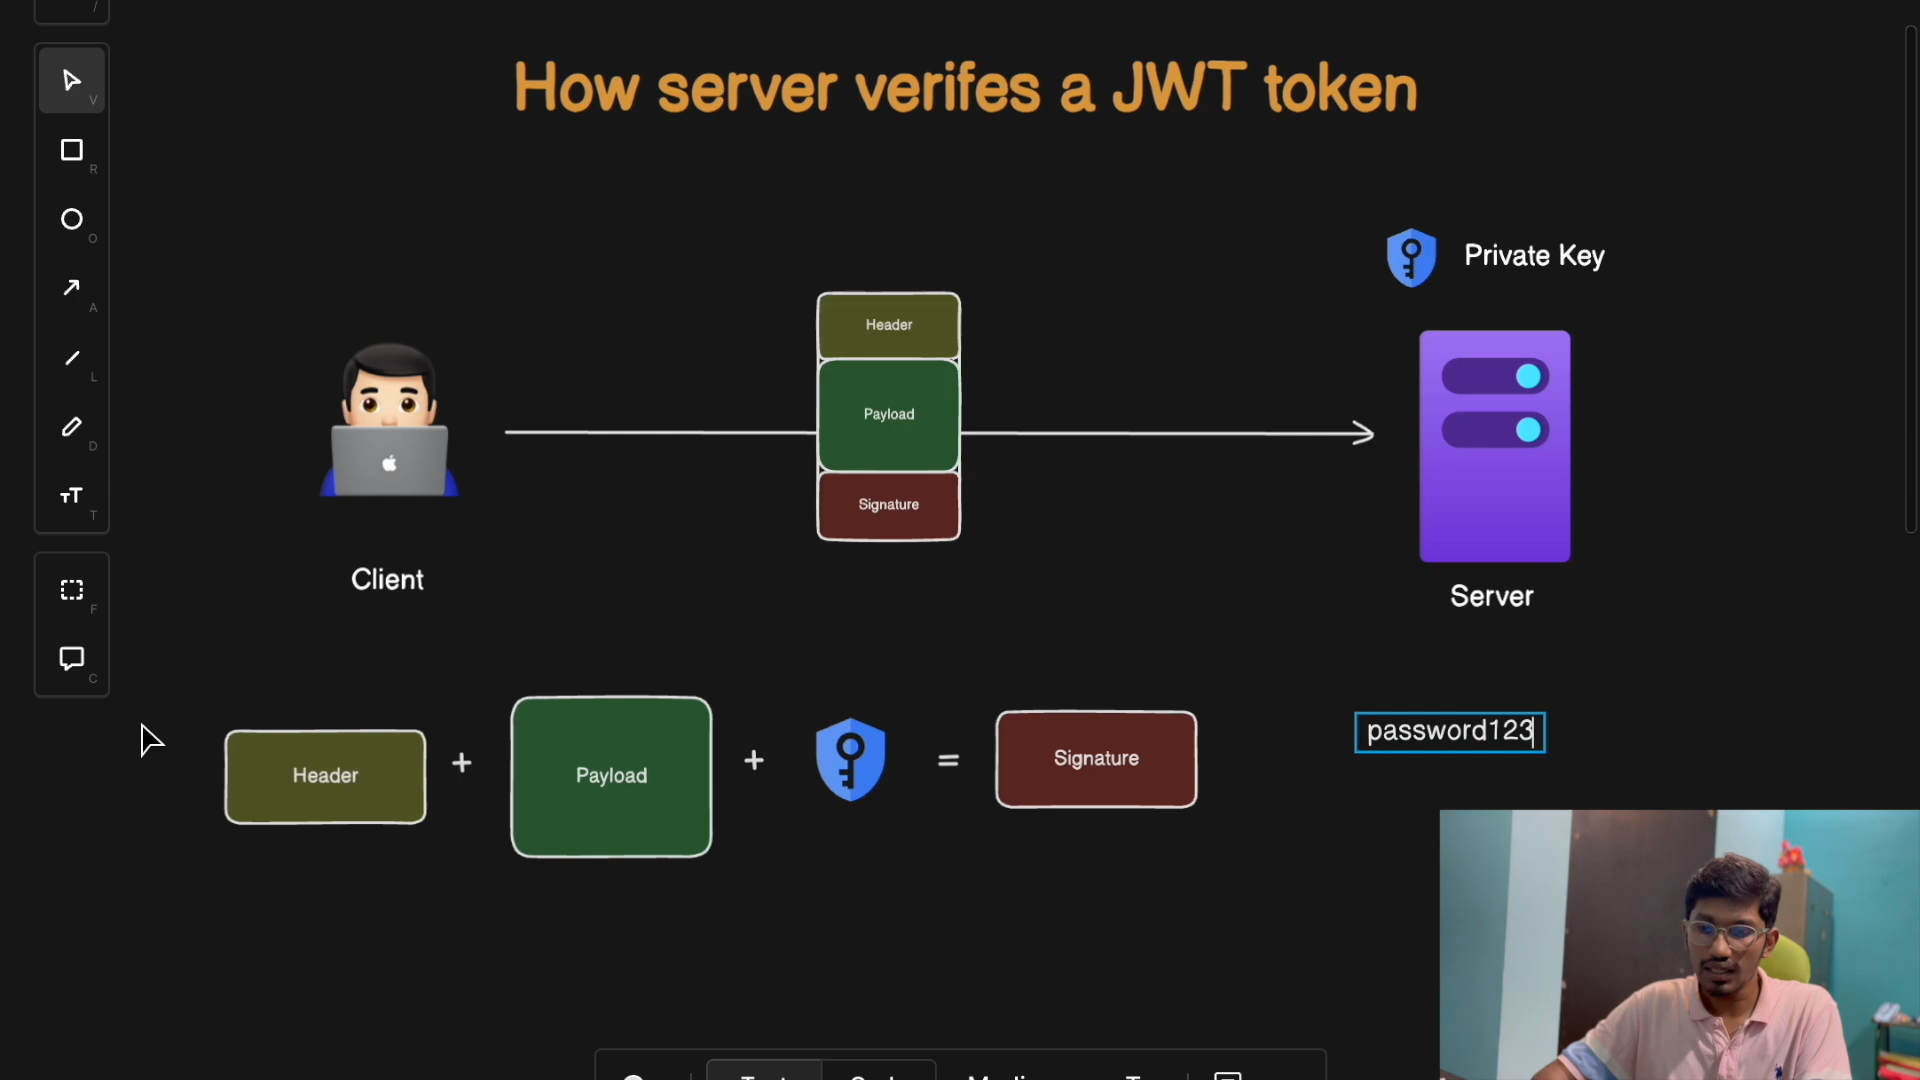 /
How server verifes a JWT token
V
R
O
A
L
D
T
F
C
Private Key
Header
Payload
Signature
Client
Server
Header + Payload + = Signature
password123